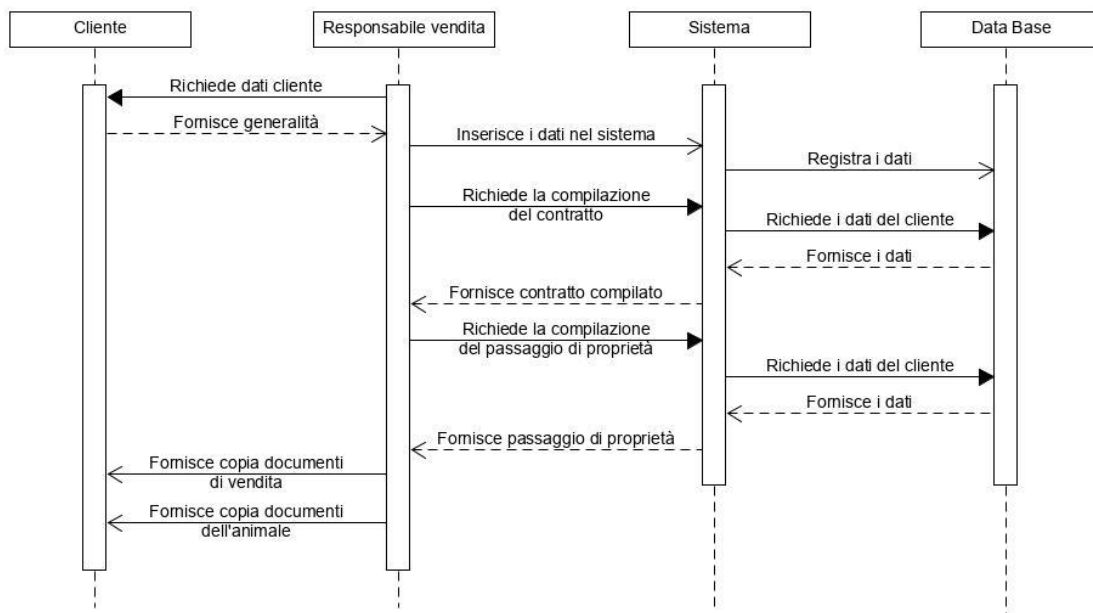 Cliente
Responsabile vendita
Sistema
Data Base
Richiede dati cliente
Fornisce generalità
Inserisce i dati nel sistema
Registra i dati
Richiede la compilazione
del contratto
Richiede i dati del cliente
Fornisce i dati
Fornisce contratto compilato
Richiede la compilazione
del passaggio di proprietà
Richiede i dati del cliente
Fornisce i dati
Fornisce passaggio di proprietà
Fornisce copia documenti
di vendita
Fornisce copia documenti
dell'animale